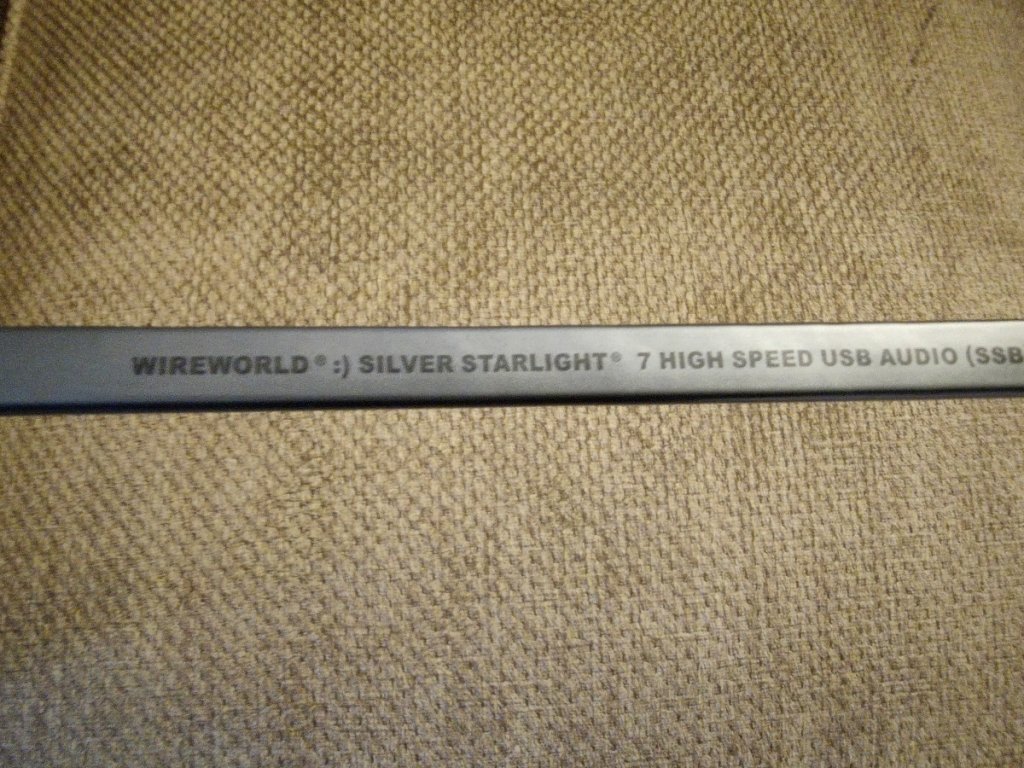 WIREWORLD® :) SILVER STARLIGHT® 7 HIGH SPEED USB AUDIO (SSB